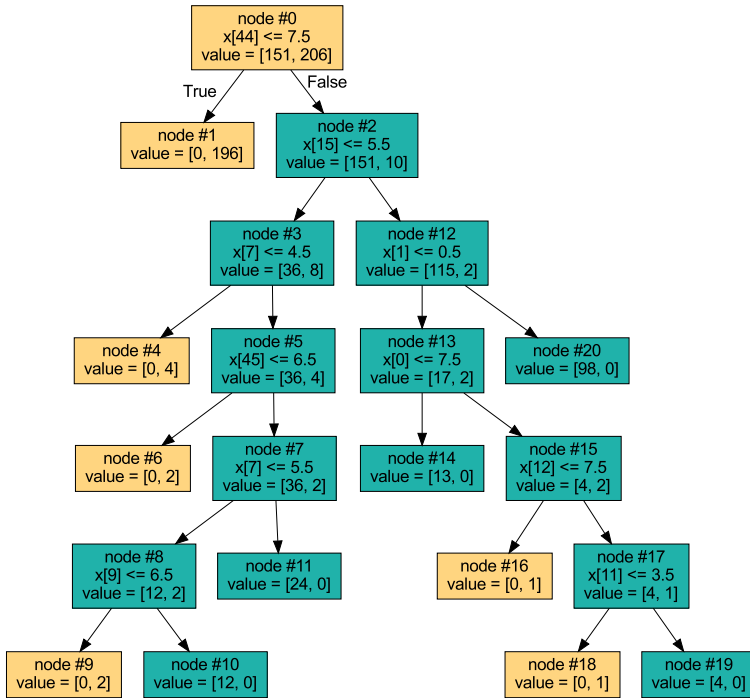 node #0
x[44] <= 7.5
value = [151, 206]
True
False
node #1
value = [0, 196]
node #2
x[15] <= 5.5
value = [151, 10]
node #3
x[7] <= 4.5
value = [36, 8]
node #12
x[1] <= 0.5
value = [115, 2]
node #4
value = [0, 4]
node #5
x[45] <= 6.5
value = [36, 4]
node #13
x[0] <= 7.5
value = [17, 2]
node #20
value = [98, 0]
node #6
value = [0, 2]
node #7
x[7] <= 5.5
value = [36, 2]
node #14
value = [13, 0]
node #15
x[12] <= 7.5
value = [4, 2]
node #8
x[9] <= 6.5
value = [12, 2]
node #11
value = [24, 0]
node #16
value = [0, 1]
node #17
x[11] <= 3.5
value = [4, 1]
node #9
value = [0, 2]
node #10
value = [12, 0]
node #18
value = [0, 1]
node #19
value = [4, 0]